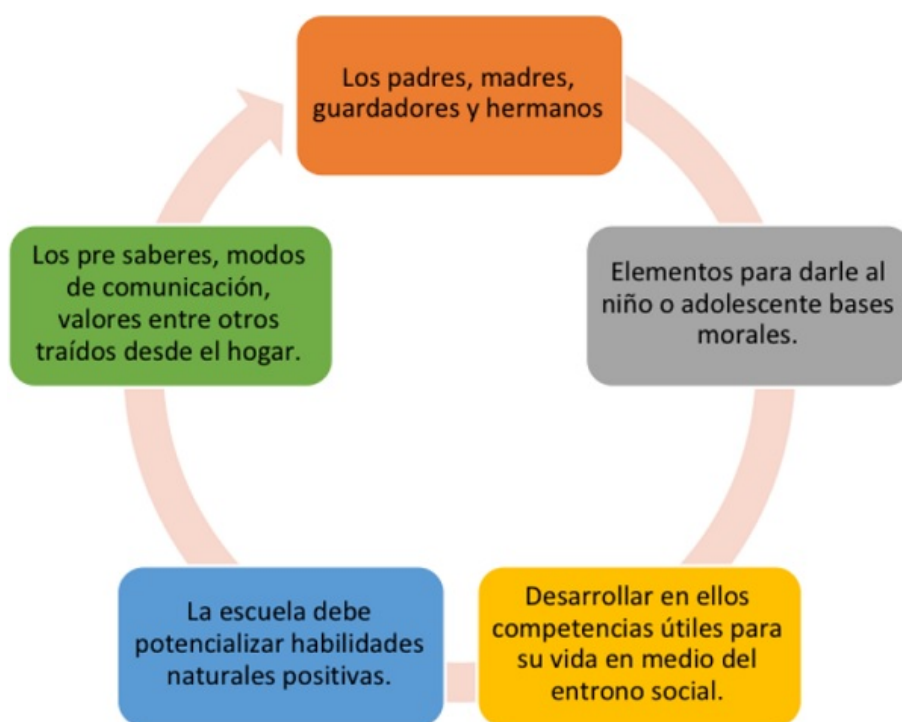 Los padres, madres,
guardadores y hermanos
Elementos para darle al
niño o adolescente bases
morales.
Desarrollar en ellos
competencias útiles para
su vida en medio del
entrono social.
La escuela debe
potencializar habilidades
naturales positivas.
Los pre saberes, modos
de comunicación,
valores entre otros
traídos desde el hogar.